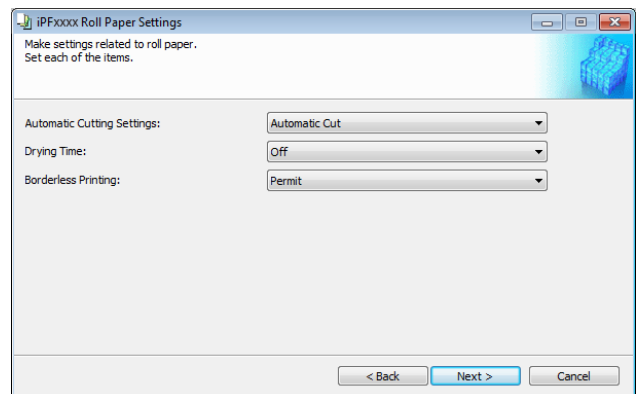 iPFxxxx Roll Paper Settings
Make settings related to roll paper.
Set each of the items.
Automatic Cutting Settings: Automatic Cut
Drying Time: Off
Borderless Printing: Permit
< Back Next > Cancel